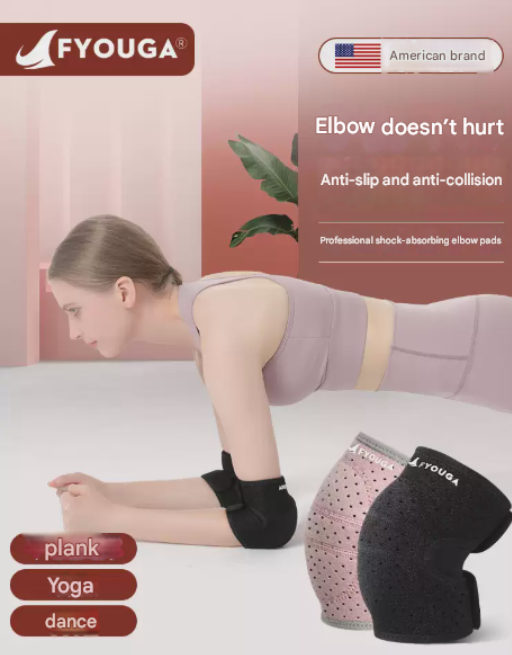 FYOUGA®
American brand
Elbow doesn't hurt
Anti-slip and anti-collision
Professional shock-absorbing elbow pads
FYOUGA
FYOUGA
plank
Yoga
dance